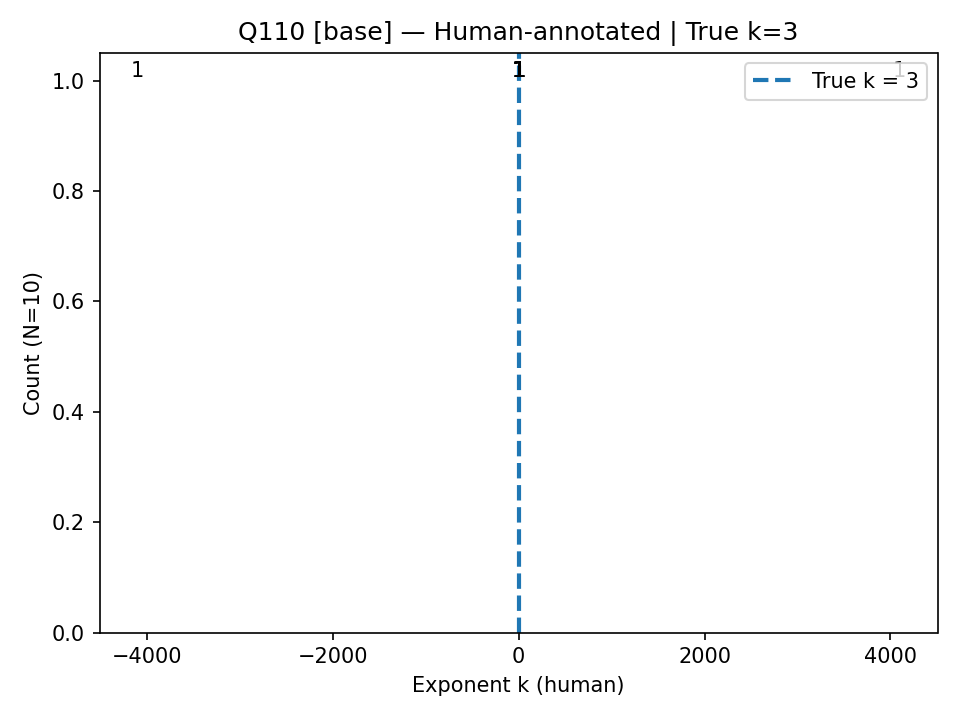 Q110 [base] — Human-annotated | True k=3
1 1 1
True k = 3
1.0
0.8
0.6
0.4
0.2
0.0
Count (N=10)
−4000 −2000 0 2000 4000
Exponent k (human)